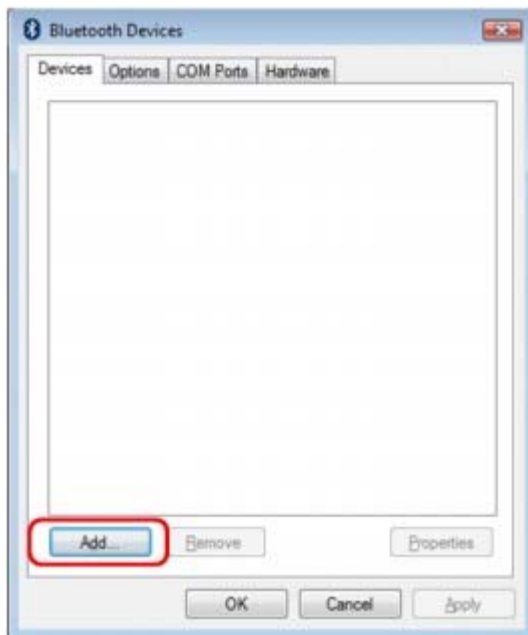 Bluetooth Devices
Devices Options COM Ports Hardware
Add... Remove Properties
OK Cancel Apply